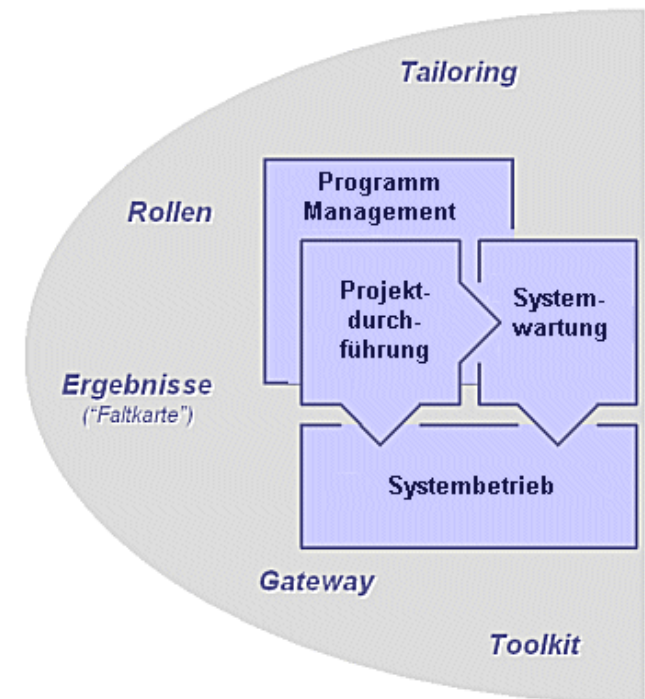 Tailoring
Programm
Management
Rollen
Projekt-
durch-
führung
System-
wartung
Ergebnisse
(“Faltkarte”)
Systembetrieb
Gateway
Toolkit